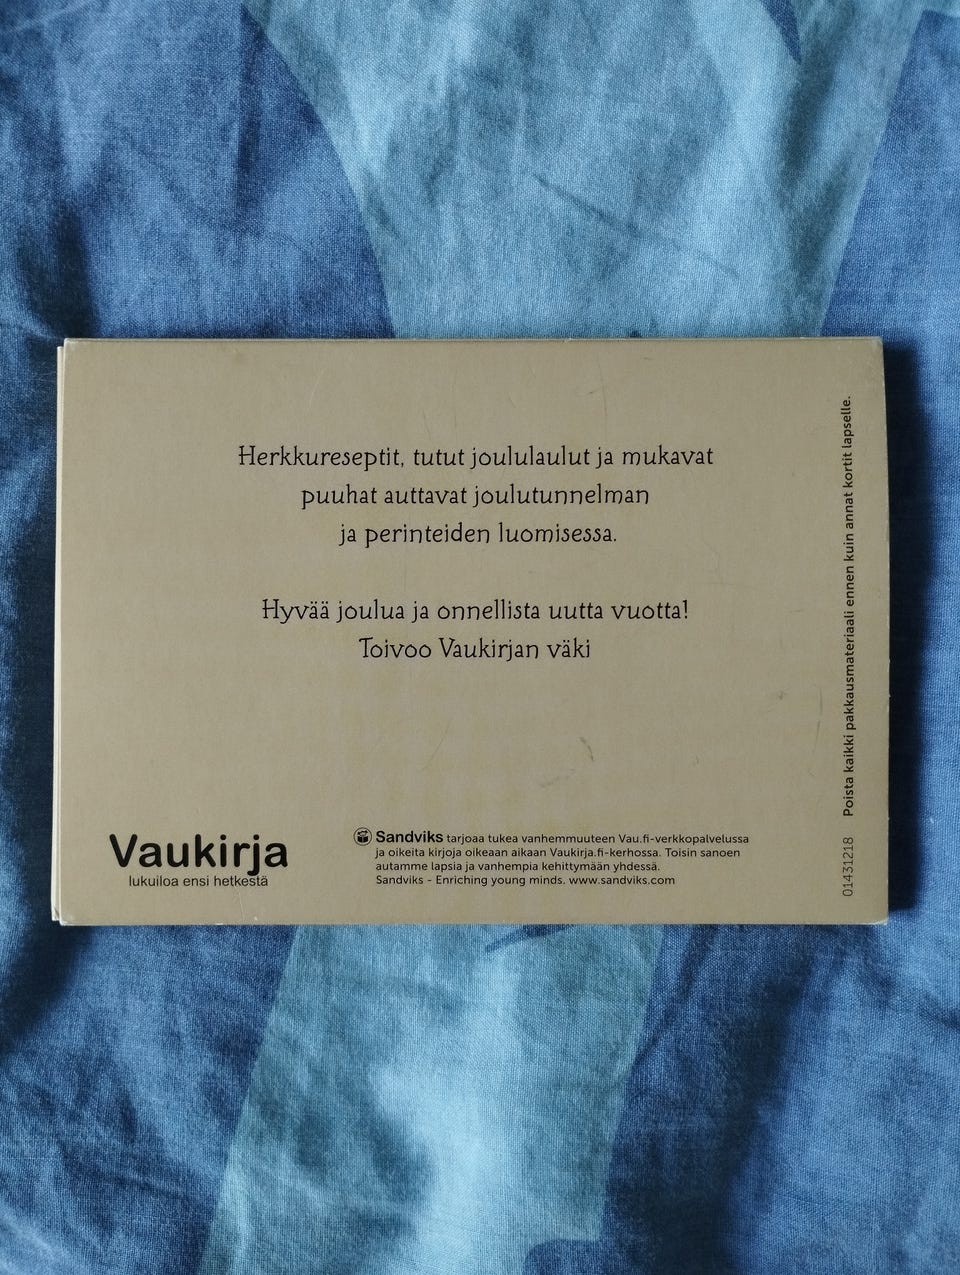 Herkkureseptit, tutut joululaulut ja mukavat
puuhat auttavat joulutunnelman
ja perinteiden luomisessa.
Hyvää joulua ja onnellista uutta vuotta!
Toivoo Vaukirjan väki
Vaukirja
lukuiloa ensi hetkestä
Sandviks tarjoaa tukea vanhemmuuteen Vau.fi-verkkopalvelussa
ja oikeita kirjoja oikeaan aikaan Vaukirja.fi-kerhossa. Toisin sanoen
autamme lapsia ja vanhempia kehittymään yhdessä.
Sandviks - Enriching young minds. www.sandviks.com
01431218 Poista kaikki pakkausmateriaali ennen kuin annat kortit lapselle.